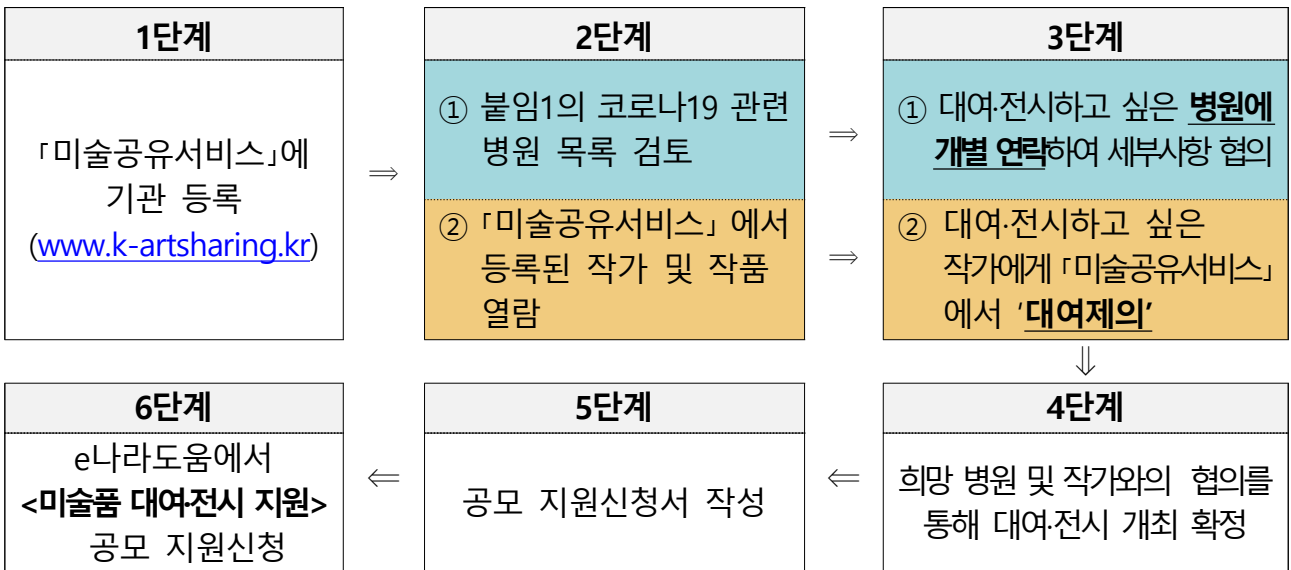 1단계
「미술공유서비스」에
기관 등록
(www.k-artsharing.kr)
⇒
2단계
① 붙임1의 코로나19 관련
병원 목록 검토
② 「미술공유서비스」 에서
등록된 작가 및 작품
열람
⇒
⇒
3단계
① 대여·전시하고 싶은 병원에
개별 연락하여 세부사항 협의
② 대여·전시하고 싶은
작가에게 「미술공유서비스」
에서 ‘대여제의’
⇓
4단계
희망 병원 및 작가와의 협의를
통해 대여·전시 개최 확정
⇐
5단계
공모 지원신청서 작성
⇐
6단계
e나라도움에서
<미술품 대여·전시 지원>
공모 지원신청